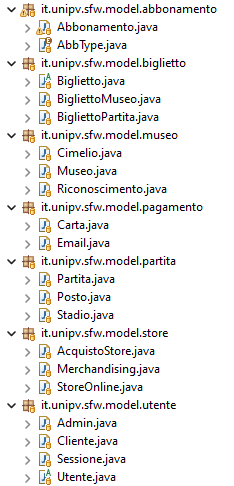 it.unipv.sfw.model.abbonamento
Abbonamento.java
AbbType.java
it.unipv.sfw.model.biglietto
Biglietto.java
BigliettoMuseo.java
BigliettoPartita.java
it.unipv.sfw.model.museo
Cimelio.java
Museo.java
Riconoscimento.java
it.unipv.sfw.model.pagamento
Carta.java
Email.java
it.unipv.sfw.model.partita
Partita.java
Posto.java
Stadio.java
it.unipv.sfw.model.store
AcquistoStore.java
Merchandising.java
StoreOnline.java
it.unipv.sfw.model.utente
Admin.java
Cliente.java
Sessione.java
Utente.java